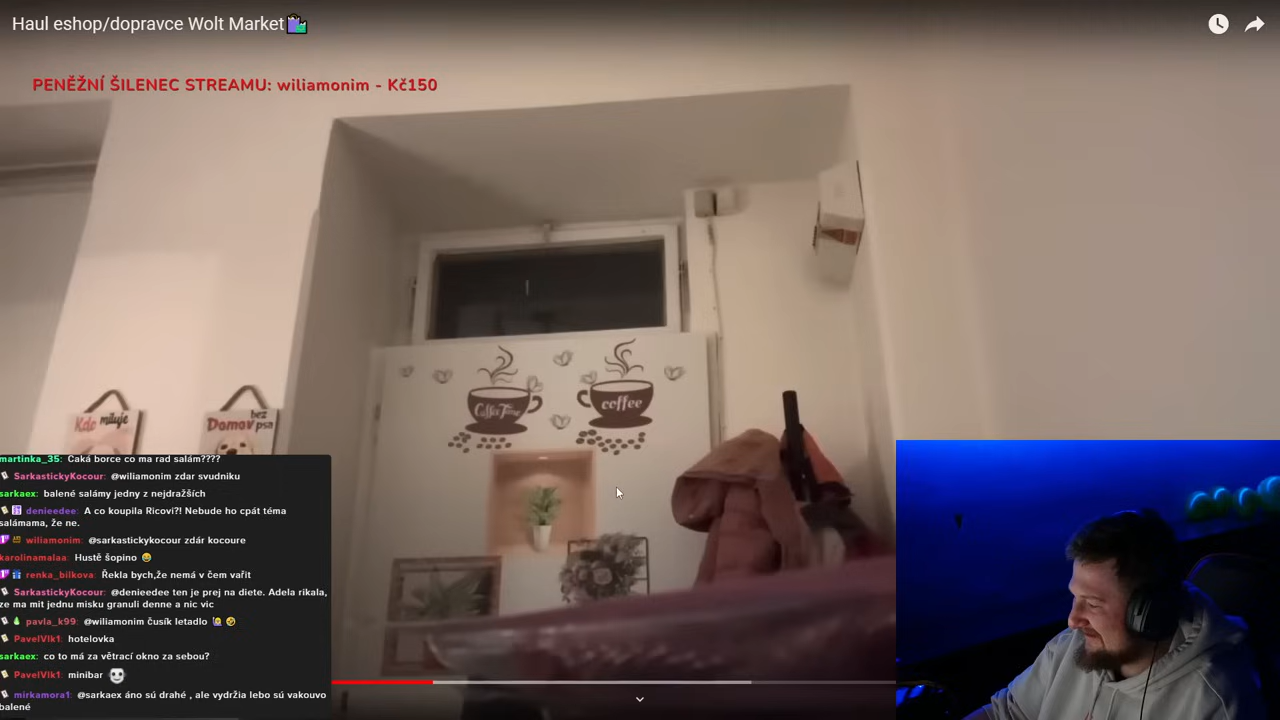 Haul eshop/dopravce Wolt Market
PENĚŽNÍ ŠILENEC STREAMU: wiliamonim - Kč150
Coffee Time
coffee
Kdo miluje
Domov bez psa
martinka_35: Caká borce co ma rad salám????
SarkastickyKocour: @wiliamonim zdar svudniku
sarkaex: balené salámy jedny z nejdražších
denieedee: A co koupila Ricovi?! Nebude ho cpát téma
salámama, že ne.
wiliamonim: @sarkastickykocour zdár kocoure
karolinamalaa: Hustě šopino 😄
renka_bilkova: Řekla bych,že nemá v čem vařit
SarkastickyKocour: @denieedee ten je prej na diete. Adela rikala,
ze ma mit jednu misku granuli denne a nic vic
pavla_k99: @wiliamonim čusík letadlo
PavelVlk1: hotelovka
sarkaex: co to má za větrací okno za sebou?
PavelVlk1: minibar
mirkamora1: @sarkaex áno sú drahé , ale vydržia lebo sú vakouvo
balené